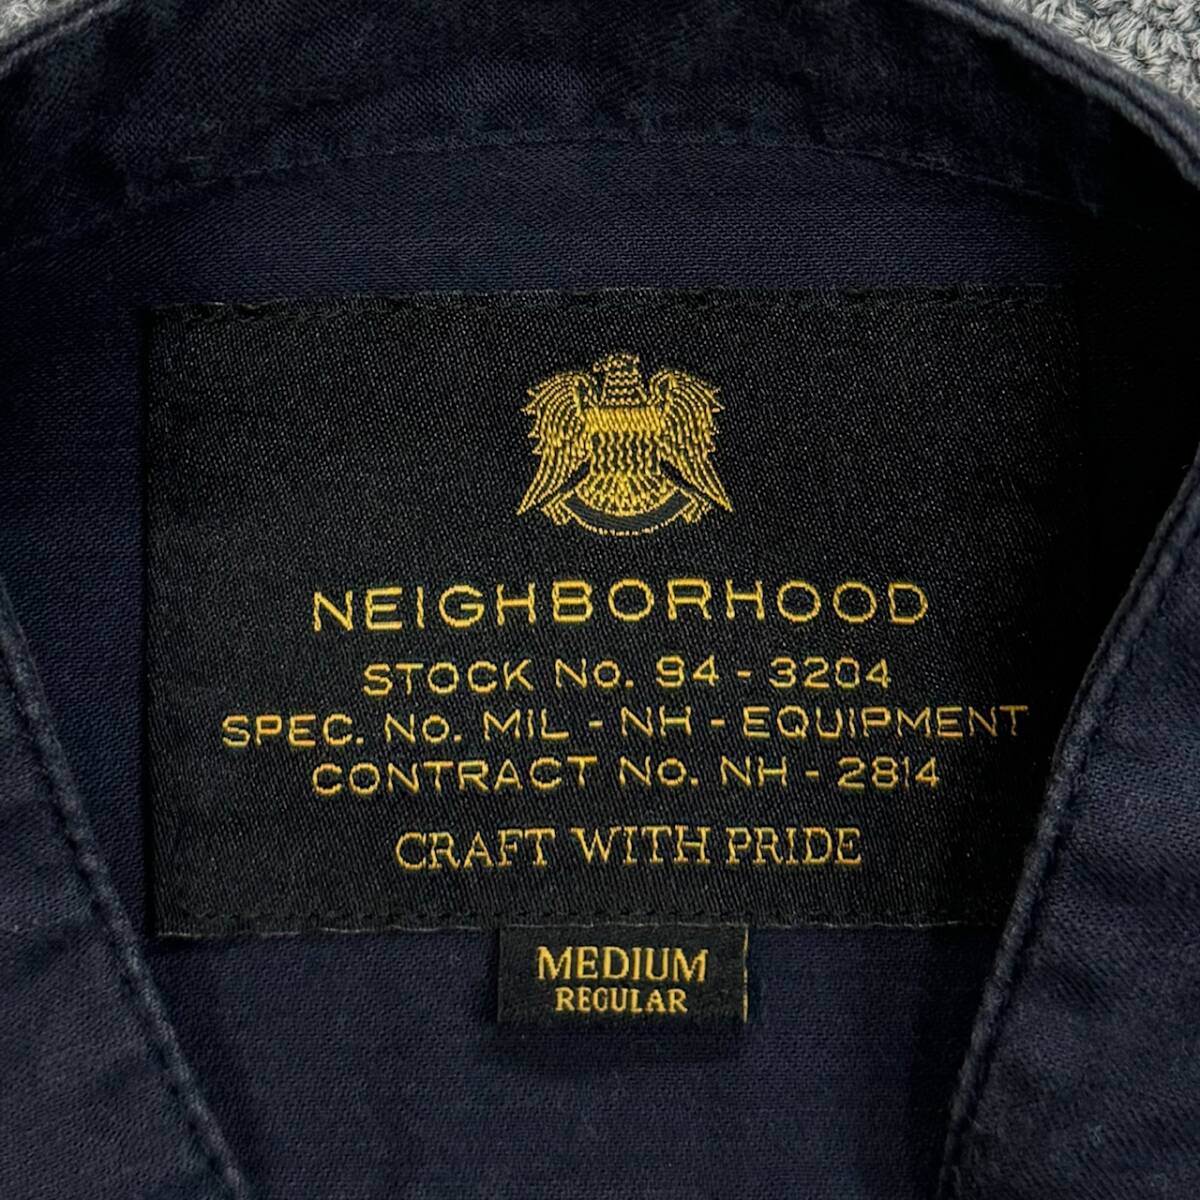 NEIGHBORHOOD
STOCK No. 94 - 3204
SPEC. No. MIL - NH - EQUIPMENT
CONTRACT No. NH - 2814
CRAFT WITH PRIDE
MEDIUM
REGULAR